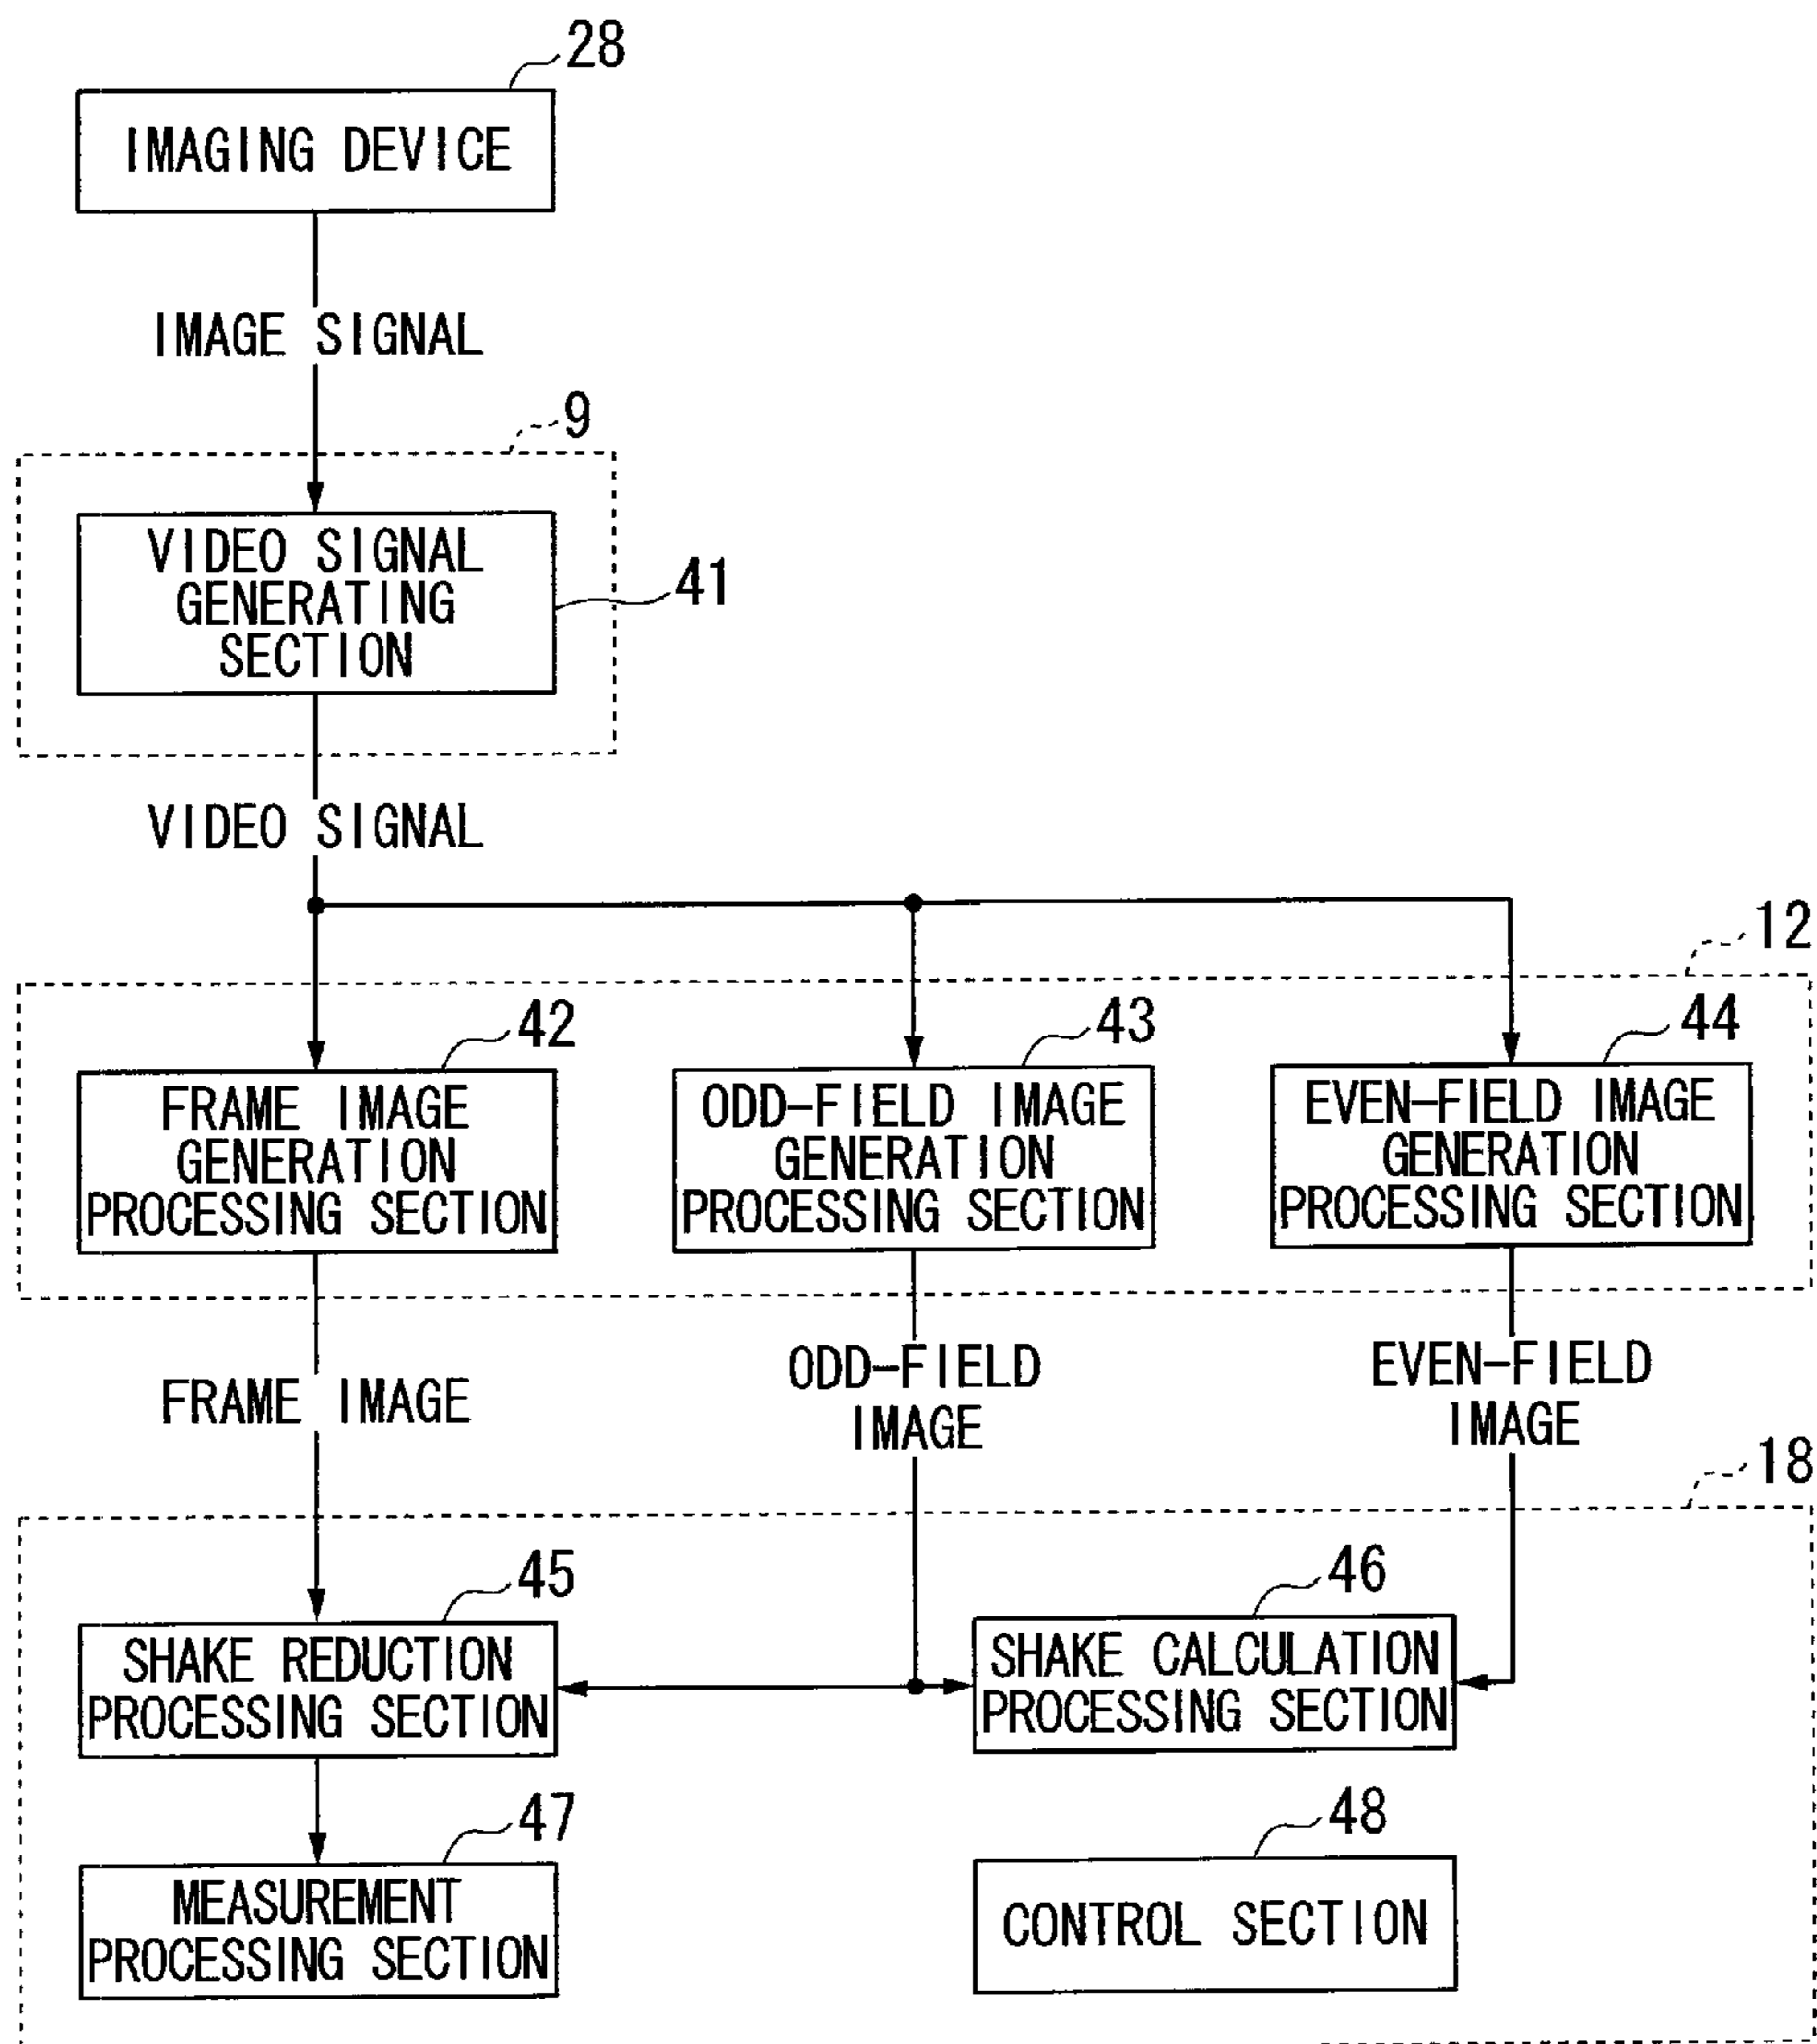 28
IMAGING DEVICE
IMAGE SIGNAL
9
VIDEO SIGNAL
GENERATING
SECTION
41
VIDEO SIGNAL
12
42
43
44
FRAME IMAGE
GENERATION
PROCESSING SECTION
ODD-FIELD IMAGE
GENERATION
PROCESSING SECTION
EVEN-FIELD IMAGE
GENERATION
PROCESSING SECTION
FRAME IMAGE
ODD-FIELD
IMAGE
EVEN-FIELD
IMAGE
18
45
46
SHAKE REDUCTION
PROCESSING SECTION
SHAKE CALCULATION
PROCESSING SECTION
47
48
MEASUREMENT
PROCESSING SECTION
CONTROL SECTION